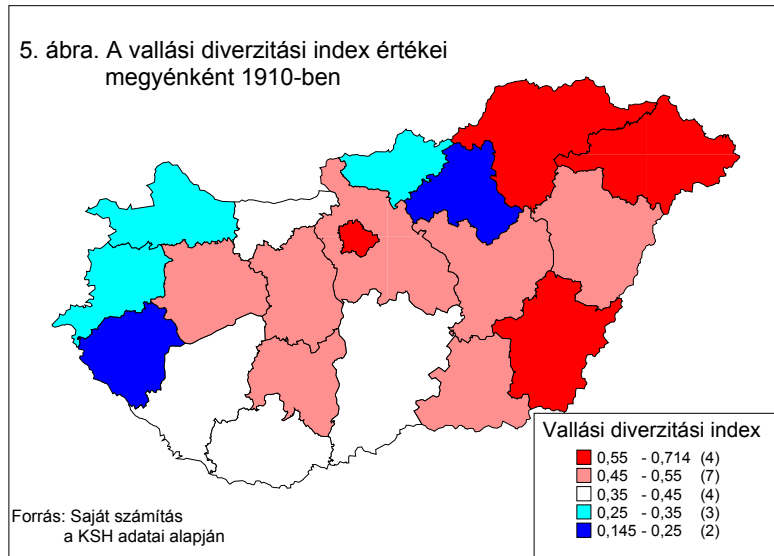 5. ábra. A vallási diverzitási index értékei
megyénként 1910-ben
Vallási diverzitási index
0,55 - 0,714 (4)
0,45 - 0,55 (7)
0,35 - 0,45 (4)
0,25 - 0,35 (3)
0,145 - 0,25 (2)
Forrás: Saját számítás
a KSH adatai alapján